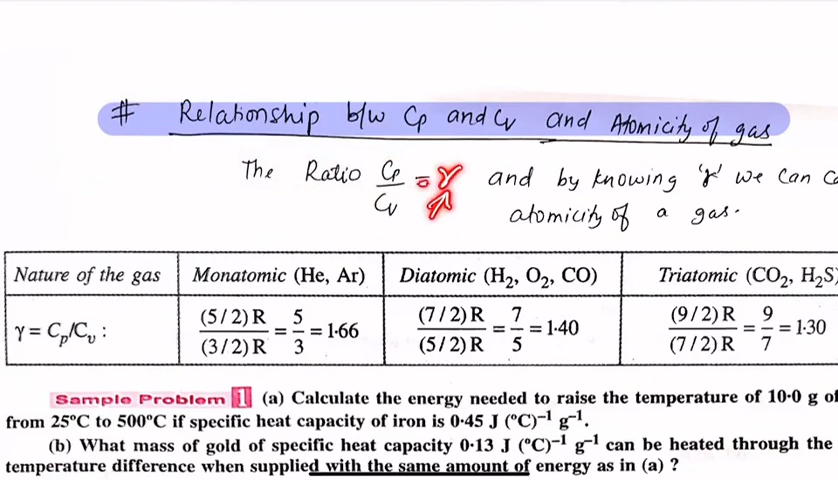 # Relationship b/w Cp and Cv and Atomicity of gas
The Ratio Cp/Cv = γ and by knowing 'γ' we can
atomicity of a gas.
Nature of the gas Monatomic (He, Ar) Diatomic (H₂, O₂, CO) Triatomic (CO₂, H₂S)
γ = Cp/Cv : (5/2) R/(3/2) R = 5/3 = 1·66 (7/2) R/(5/2) R = 7/5 = 1·40 (9/2) R/(7/2) R = 9/7 = 1·30
Sample Problem 1 (a) Calculate the energy needed to raise the temperature of 10·0 g of
from 25°C to 500°C if specific heat capacity of iron is 0·45 J (°C)⁻¹ g⁻¹.
(b) What mass of gold of specific heat capacity 0·13 J (°C)⁻¹ g⁻¹ can be heated through the
temperature difference when supplied with the same amount of energy as in (a) ?